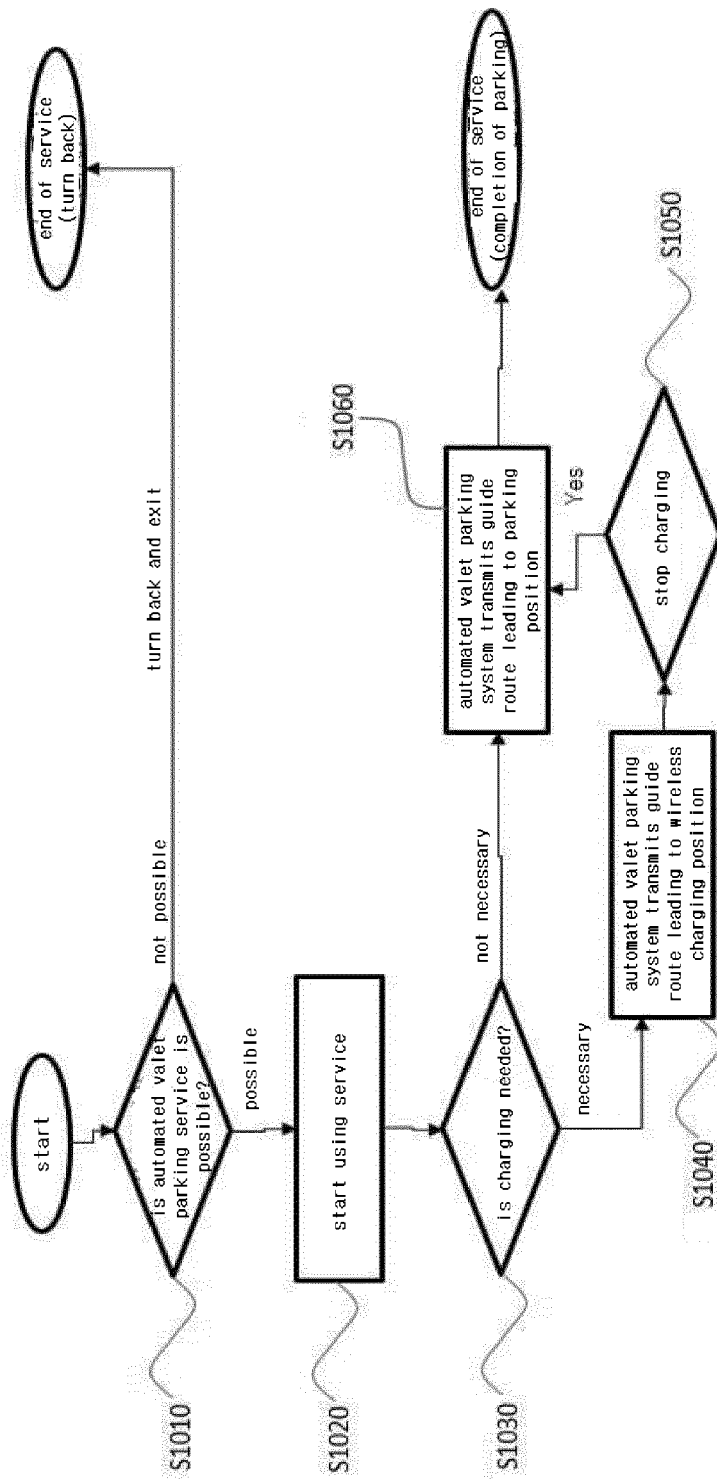 start
is automated valet
parking service is
possible?
S1010
not possible
turn back and exit
end of service
(turn back)
possible
start using service
S1020
is charging needed?
S1030
not necessary
automated valet parking
system transmits guide
route leading to parking
position
S1060
end of service
(completion of parking)
necessary
automated valet parking
system transmits guide
route leading to wireless
charging position
S1040
stop charging
S1050
Yes